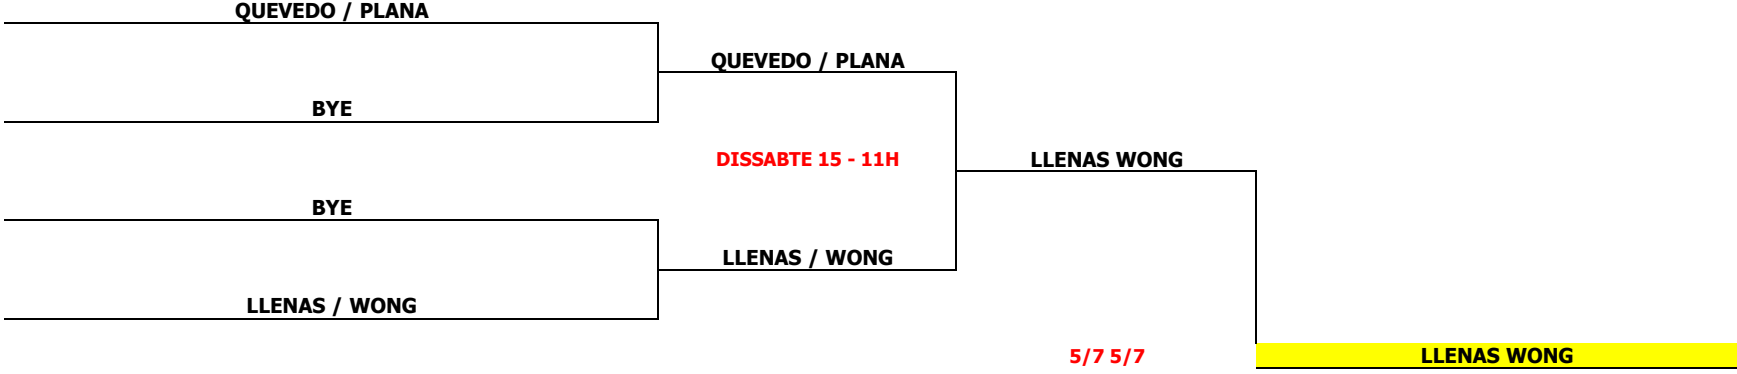 QUEVEDO / PLANA
QUEVEDO / PLANA
BYE
DISSABTE 15 - 11H
LLENAS WONG
BYE
LLENAS / WONG
LLENAS / WONG
5/7 5/7
LLENAS WONG